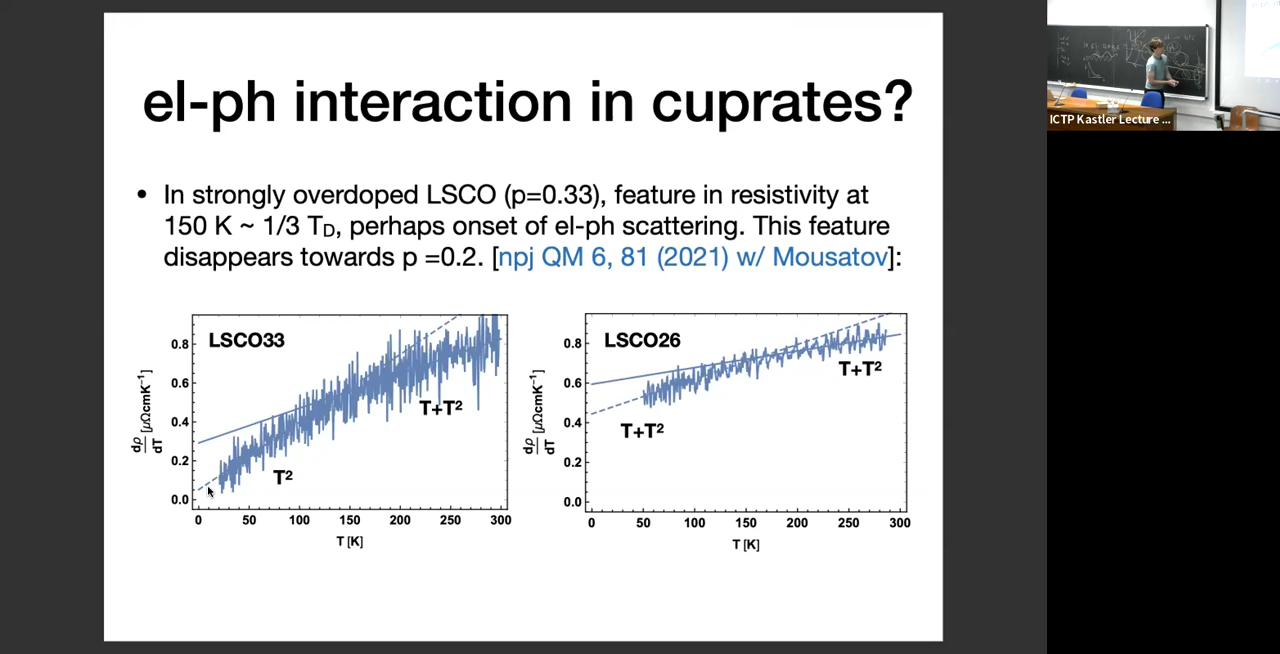 el-ph interaction in cuprates?
• In strongly overdoped LSCO (p=0.33), feature in resistivity at
150 K ~ 1/3 T_D, perhaps onset of el-ph scattering. This feature
disappears towards p =0.2. [npj QM 6, 81 (2021) w/ Mousatov]:
LSCO33
T+T²
T²
dρ/dT [μΩcmK⁻¹]
0.8
0.6
0.4
0.2
0.0
0 50 100 150 200 250 300
T [K]
LSCO26
T+T²
T+T²
dρ/dT [μΩcmK⁻¹]
0.8
0.6
0.4
0.2
0.0
0 50 100 150 200 250 300
T [K]
ICTP Kastler Lecture ...